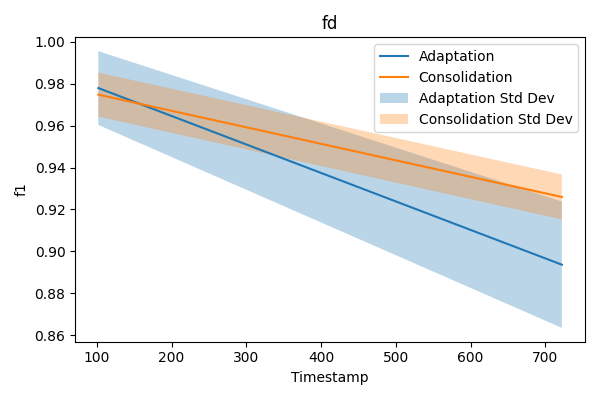 fd
1.00
0.98
0.96
0.94
0.92
0.90
0.88
0.86
f1
Adaptation
Consolidation
Adaptation Std Dev
Consolidation Std Dev
100 200 300 400 500 600 700
Timestamp